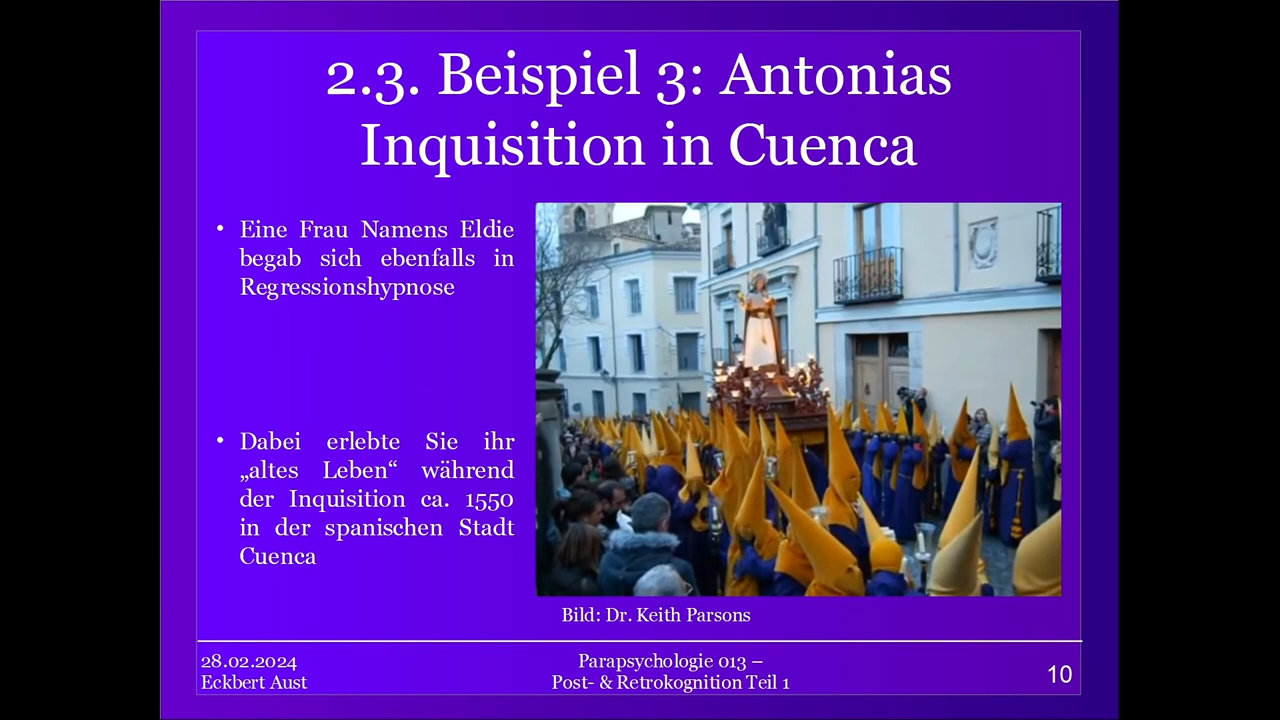 2.3. Beispiel 3: Antonias
Inquisition in Cuenca
• Eine Frau Namens Eldie
begab sich ebenfalls in
Regressionshypnose
• Dabei erlebte Sie ihr
„altes Leben“ während
der Inquisition ca. 1550
in der spanischen Stadt
Cuenca
Bild: Dr. Keith Parsons
28.02.2024
Eckbert Aust
Parapsychologie 013 –
Post- & Retrokognition Teil 1
10